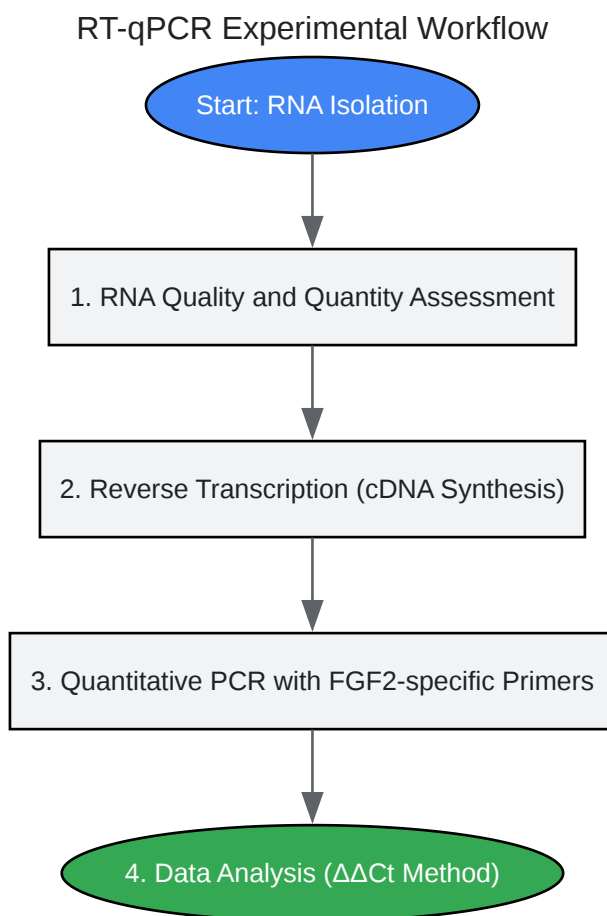 RT-qPCR Experimental Workflow
Start: RNA Isolation
1. RNA Quality and Quantity Assessment
2. Reverse Transcription (cDNA Synthesis)
3. Quantitative PCR with FGF2-specific Primers
4. Data Analysis (ΔΔCt Method)